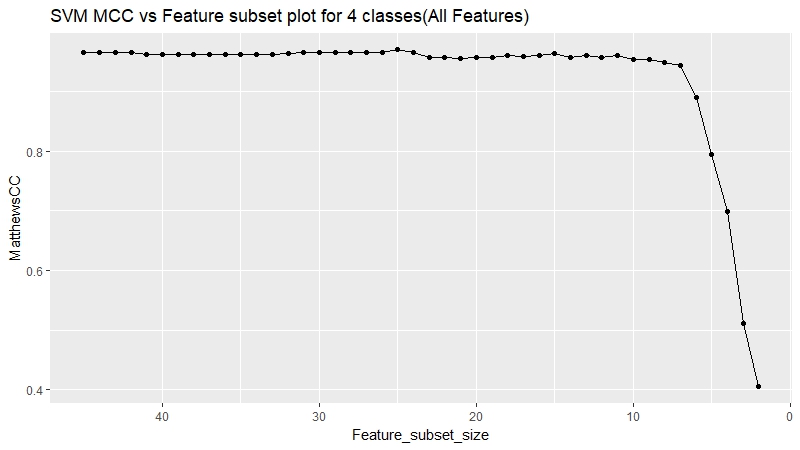 SVM MCC vs Feature subset plot for 4 classes(All Features)
MatthewsCC
0.8
0.6
0.4
40 30 20 10 0
Feature_subset_size